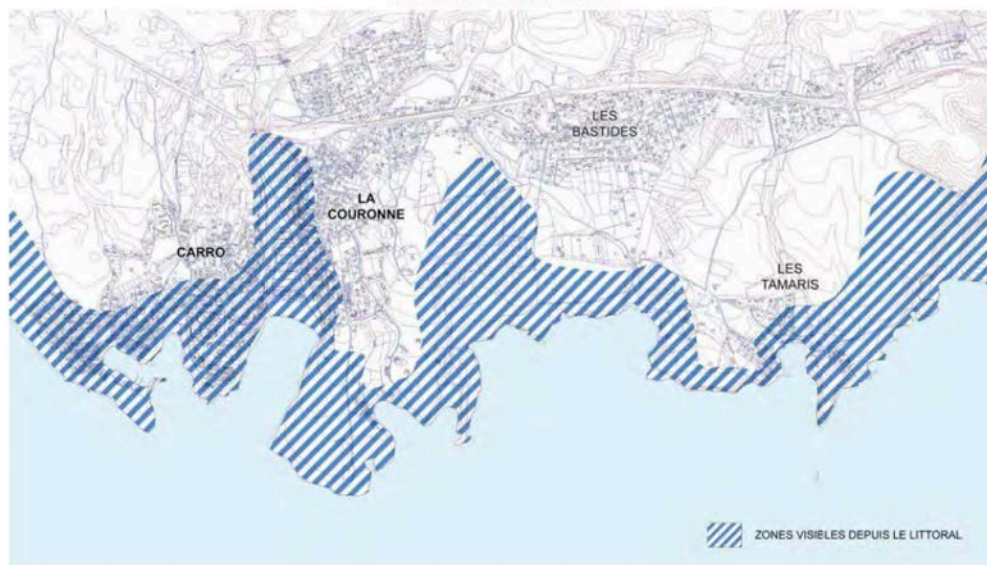 LES
BASTIDES
LA
COURONNE
CARRO
LES
TAMARIS
ZONES VISIBLES DEPUIS LE LITTORAL